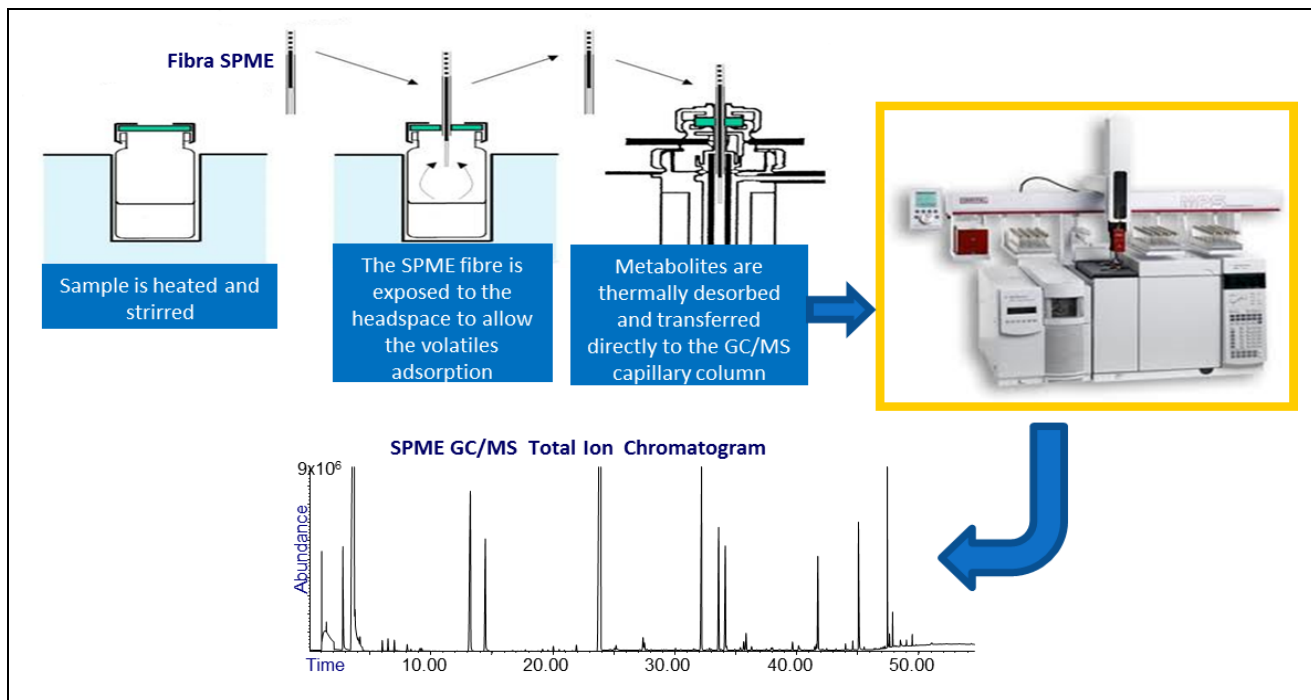 Fibra SPME
Sample is heated and
strirred
The SPME fibre is
exposed to the
headspace to allow
the volatiles
adsorption
Metabolites are
thermally desorbed
and transferred
directly to the GC/MS
capillary column
MPS
SPME GC/MS Total Ion Chromatogram
9x10⁶
Abundance
Time
10.00
20.00
30.00
40.00
50.00